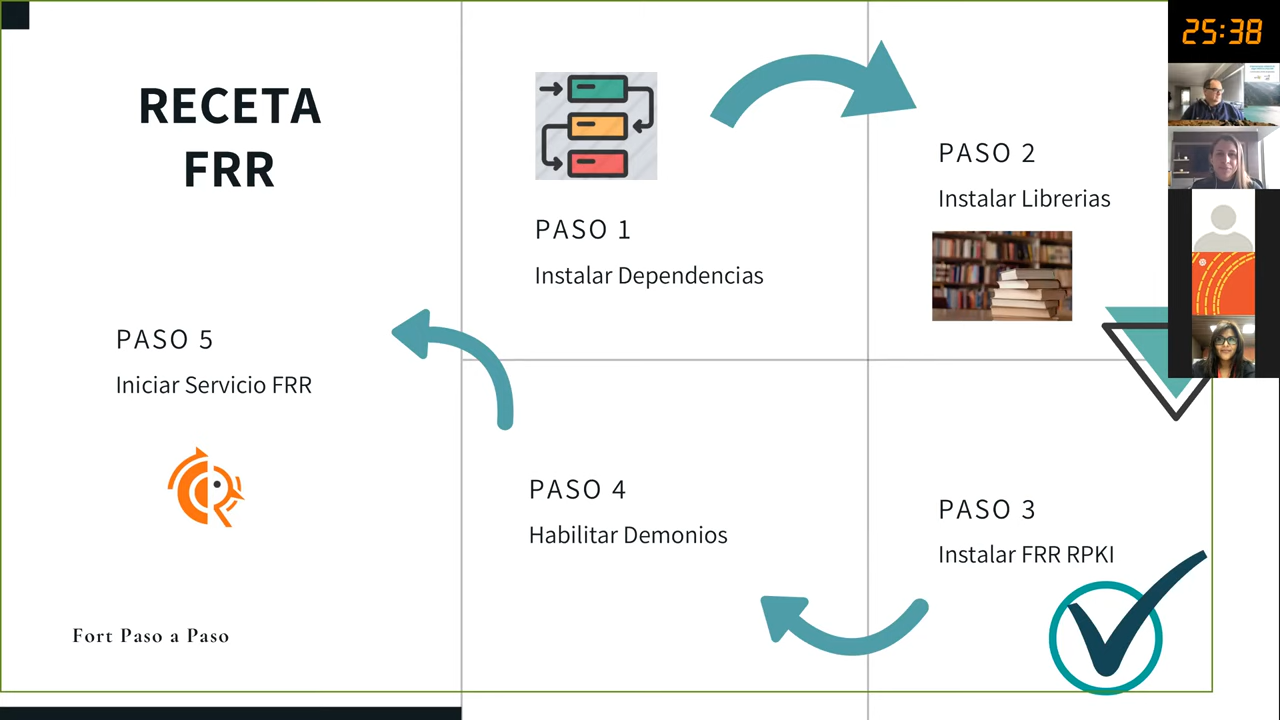 RECETA
FRR
PASO 1
Instalar Dependencias
PASO 2
Instalar Librerias
PASO 3
Instalar FRR RPKI
PASO 4
Habilitar Demonios
PASO 5
Iniciar Servicio FRR
Fort Paso a Paso
25:38